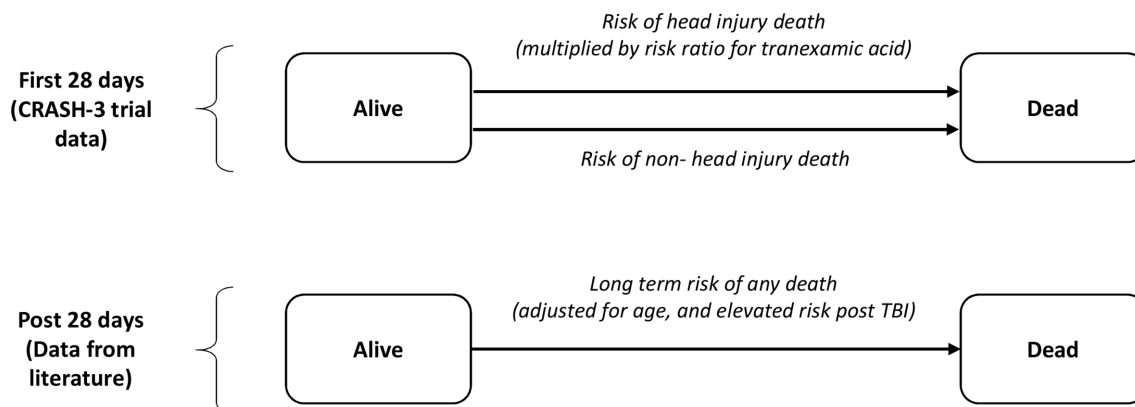 First 28 days
(CRASH-3 trial
data)
Alive
Risk of head injury death
(multiplied by risk ratio for tranexamic acid)
Risk of non- head injury death
Dead
Post 28 days
(Data from
literature)
Alive
Long term risk of any death
(adjusted for age, and elevated risk post TBI)
Dead